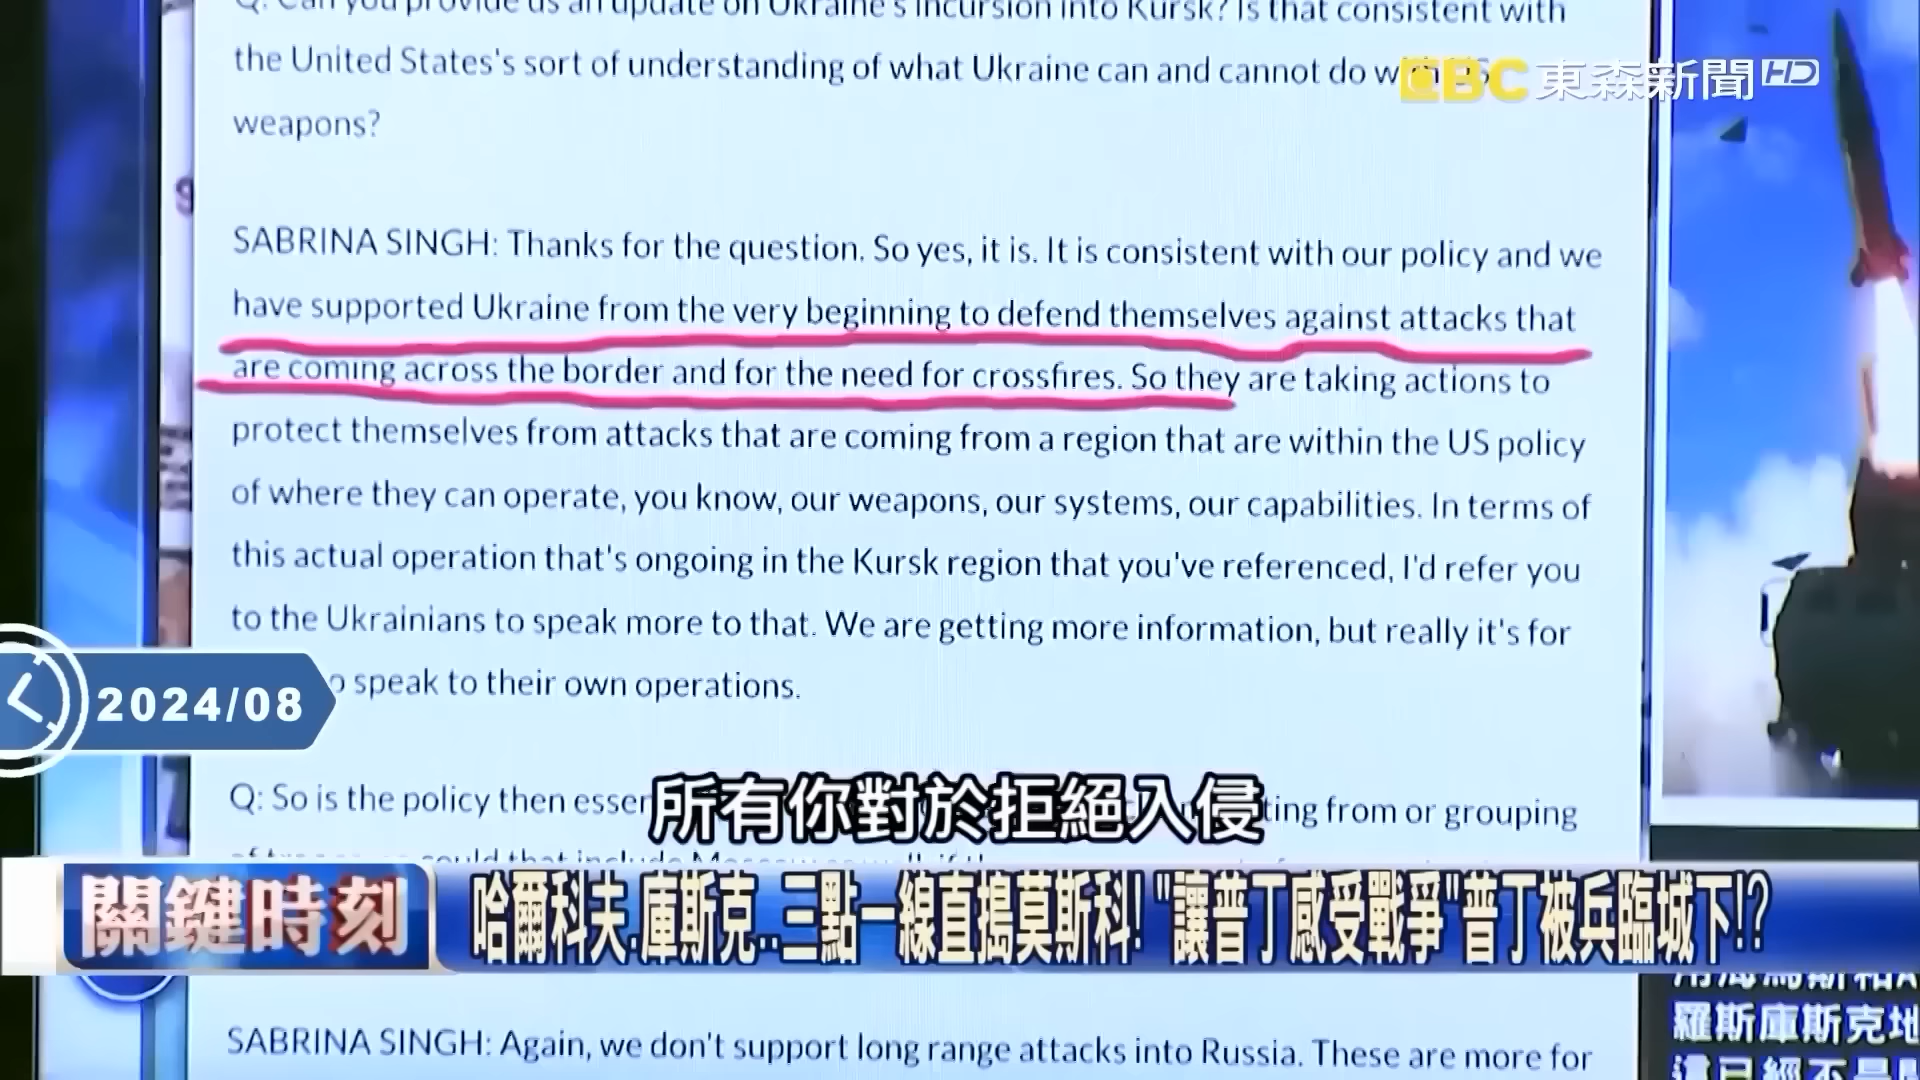 Q: Can you provide us an update on Ukraine's incursion into Kursk? Is that consistent with
the United States's sort of understanding of what Ukraine can and cannot do
weapons?
EBC 東森新聞 HD
SABRINA SINGH: Thanks for the question. So yes, it is. It is consistent with our policy and we
have supported Ukraine from the very beginning to defend themselves against attacks that
are coming across the border and for the need for crossfires. So they are taking actions to
protect themselves from attacks that are coming from a region that are within the US policy
of where they can operate, you know, our weapons, our systems, our capabilities. In terms of
this actual operation that's ongoing in the Kursk region that you've referenced, I'd refer you
to the Ukrainians to speak more to that. We are getting more information, but really it's for
speak to their own operations.
2024/08
Q: So is the policy then
from or grouping
所有你對於拒絕入侵
關鍵時刻
哈爾科夫.庫斯克..三點一線直搗莫斯科!"讓普丁感受戰爭"普丁被兵臨城下!?
羅斯庫斯克地
SABRINA SINGH: Again, we don't support long range attacks into Russia. These are more for